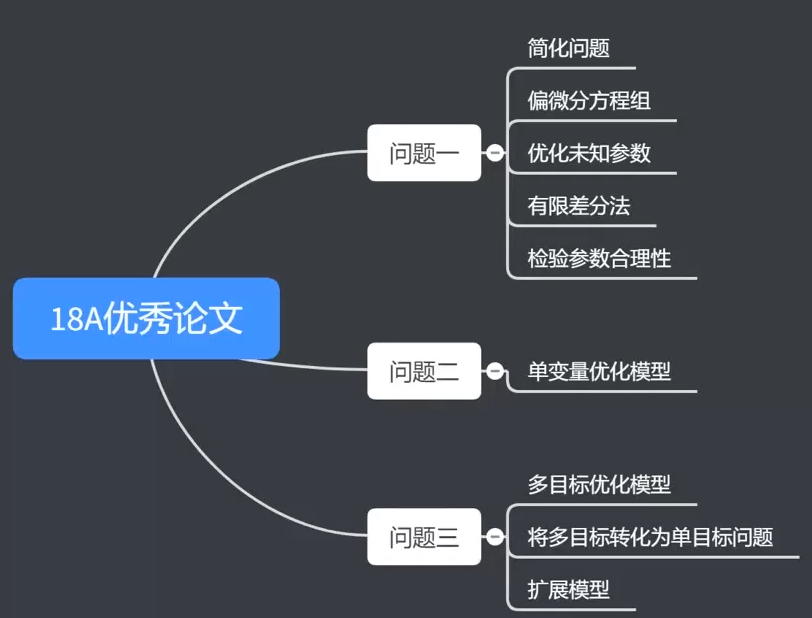 18A优秀论文
问题一
简化问题
偏微分方程组
优化未知参数
有限差分法
检验参数合理性
问题二
单变量优化模型
问题三
多目标优化模型
将多目标转化为单目标问题
扩展模型